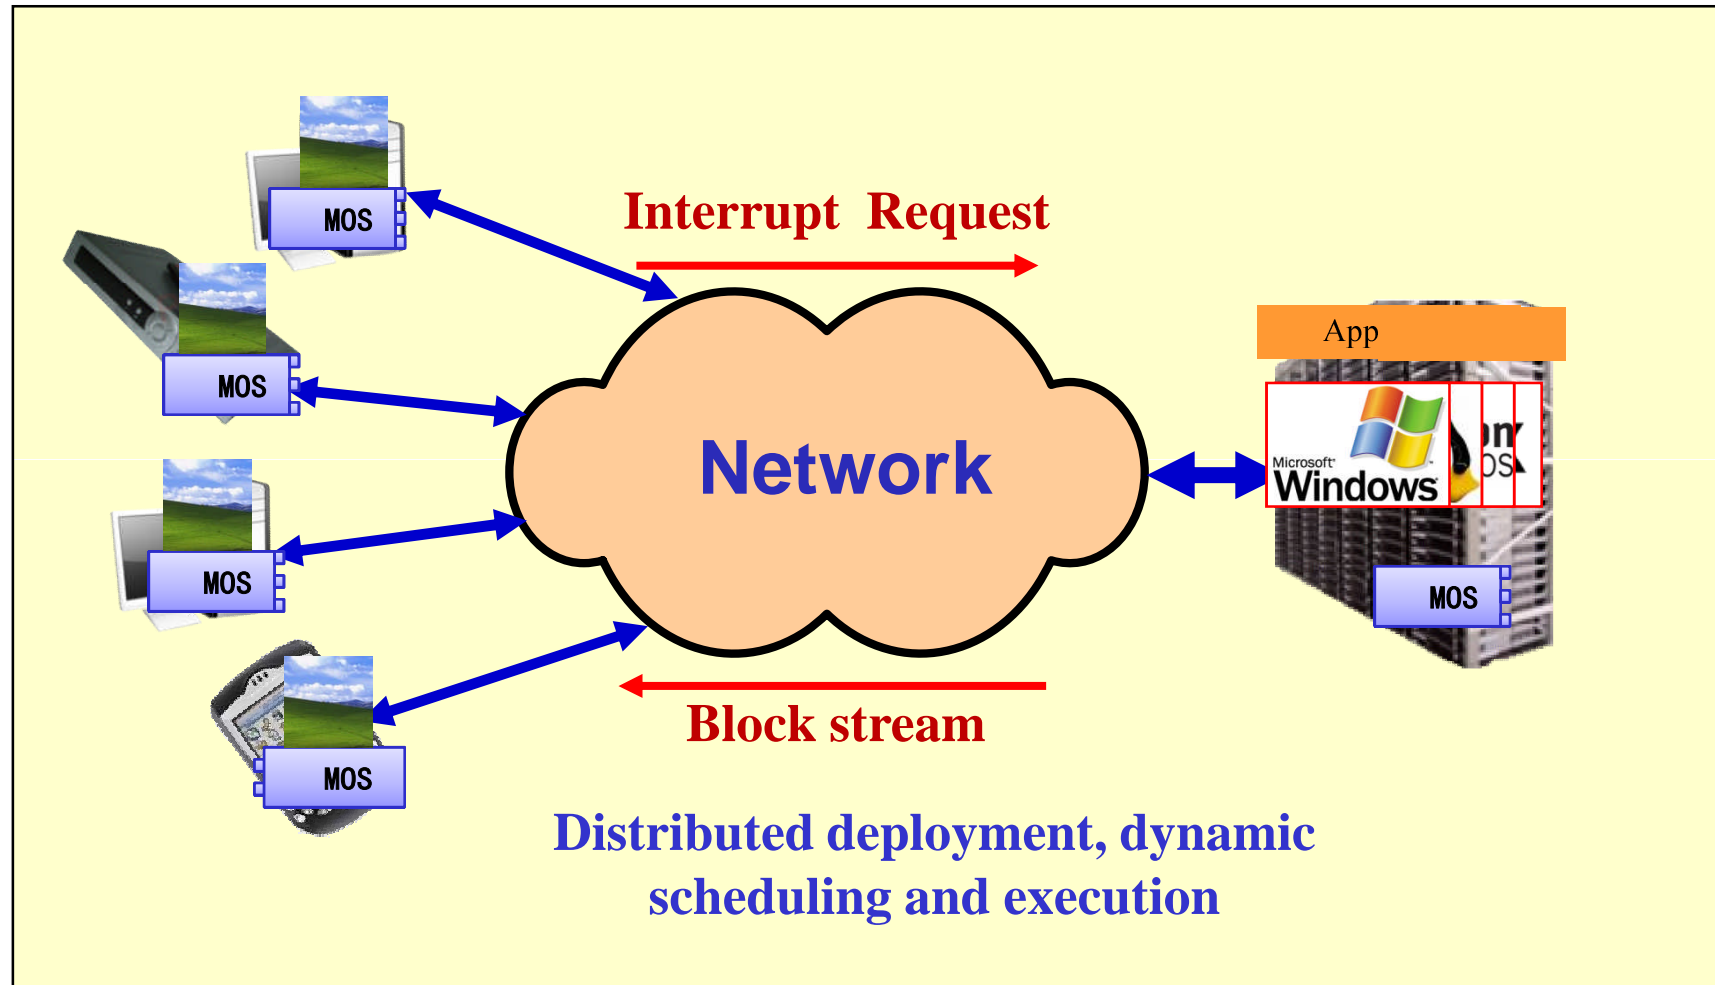 MOS
Interrupt Request
MOS
App
Network
Microsoft
Windows
OS
MOS
MOS
Block stream
MOS
Distributed deployment, dynamic
scheduling and execution